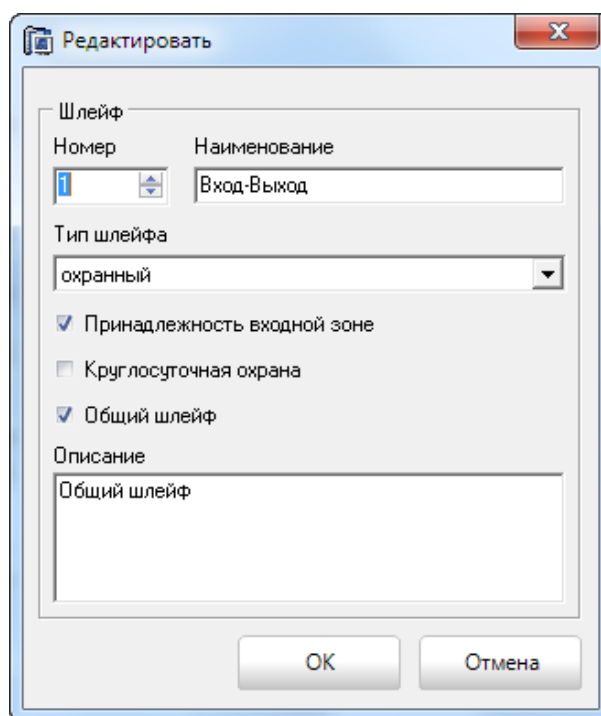 Редактировать
Шлейф
Номер Наименование
1 Вход-Выход
Тип шлейфа
охранный
Принадлежность входной зоне
Круглосуточная охрана
Общий шлейф
Описание
Общий шлейф
OK Отмена